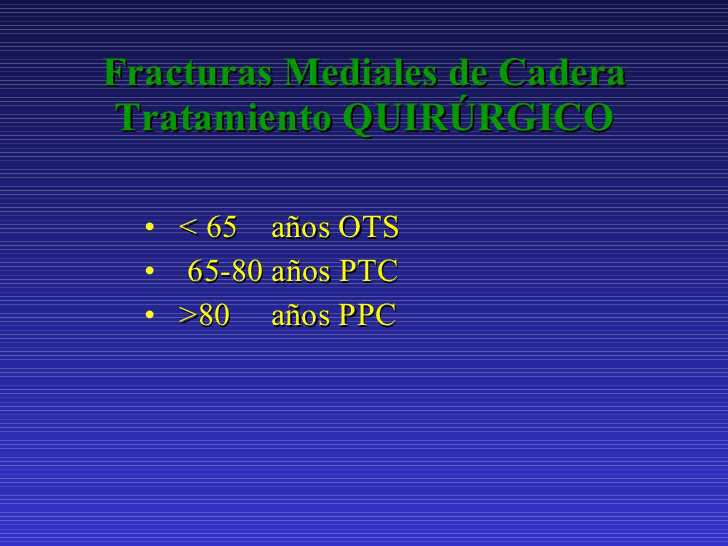 Fracturas Mediales de Cadera
Tratamiento QUIRÚRGICO
• < 65 años OTS
• 65-80 años PTC
• >80 años PPC